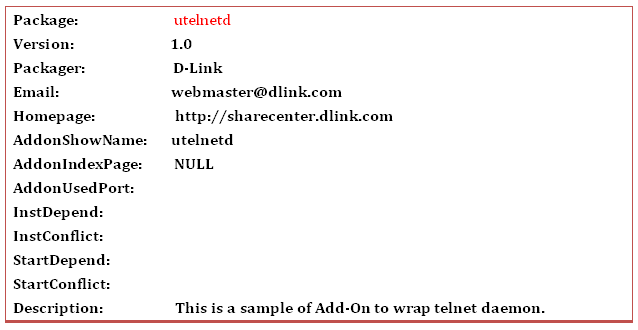 Package: utelnetd
Version: 1.0
Packager: D-Link
Email: webmaster@dlink.com
Homepage: http://sharecenter.dlink.com
AddonShowName: utelnetd
AddonIndexPage: NULL
AddonUsedPort:
InstDepend:
InstConflict:
StartDepend:
StartConflict:
Description: This is a sample of Add-On to wrap telnet daemon.